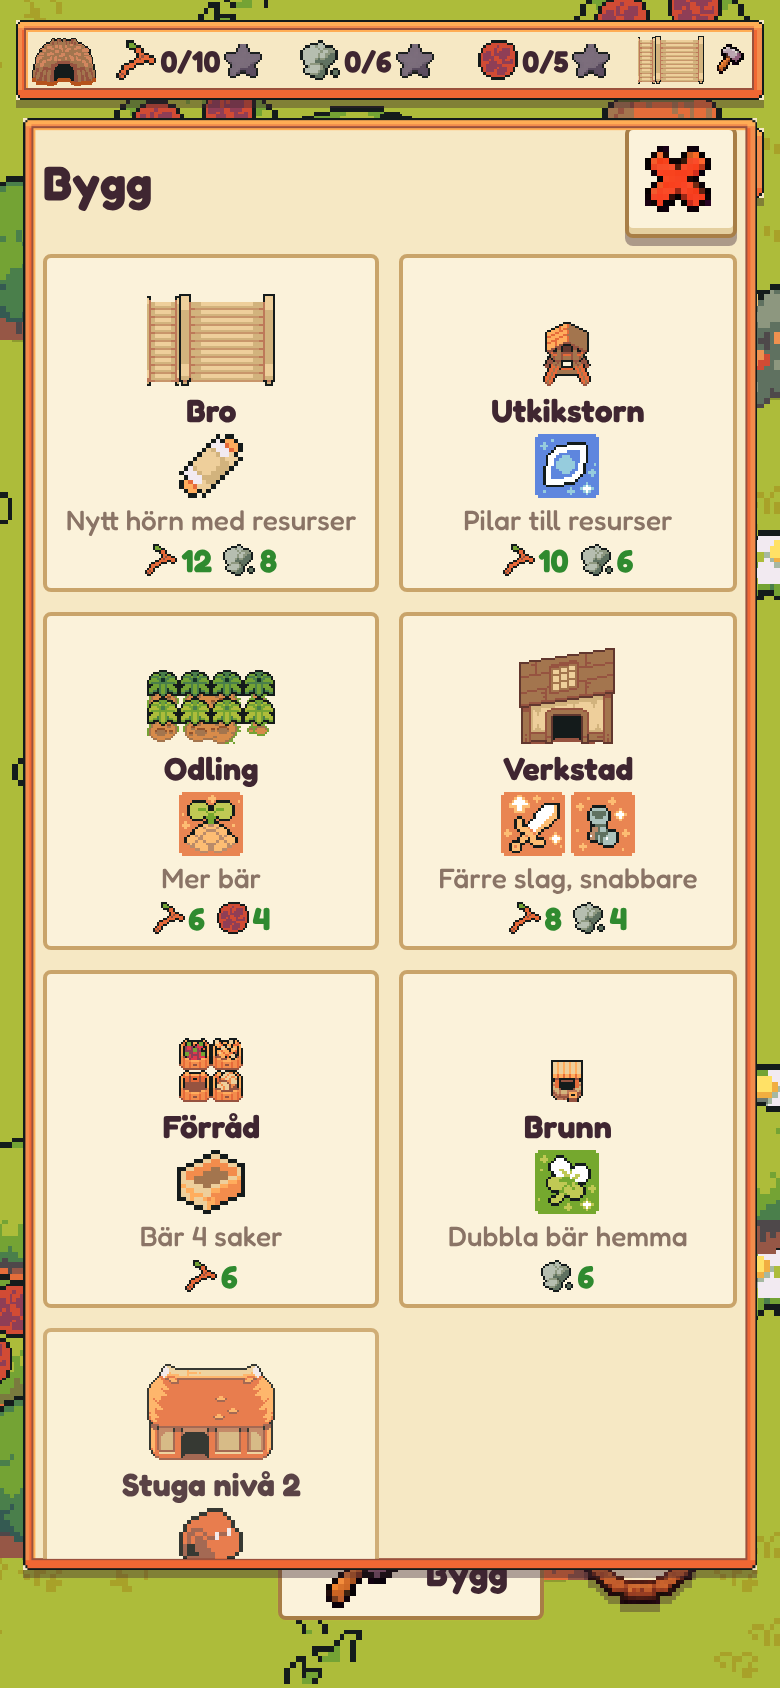 0/10 0/6 0/5
Bygg
Bro
Nytt hörn med resurser
12 8
Utkikstorn
Pilar till resurser
10 6
Odling
Mer bär
6 4
Verkstad
Färre slag, snabbare
8 4
Förråd
Bär 4 saker
6
Brunn
Dubbla bär hemma
6
Stuga nivå 2
Bygg